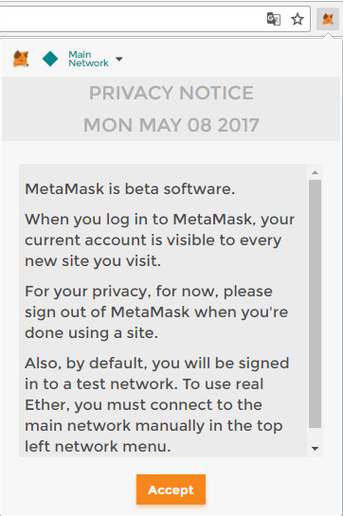 Main
Network
PRIVACY NOTICE
MON MAY 08 2017
MetaMask is beta software.
When you log in to MetaMask, your
current account is visible to every
new site you visit.
For your privacy, for now, please
sign out of MetaMask when you're
done using a site.
Also, by default, you will be signed
in to a test network. To use real
Ether, you must connect to the
main network manually in the top
left network menu.
Accept